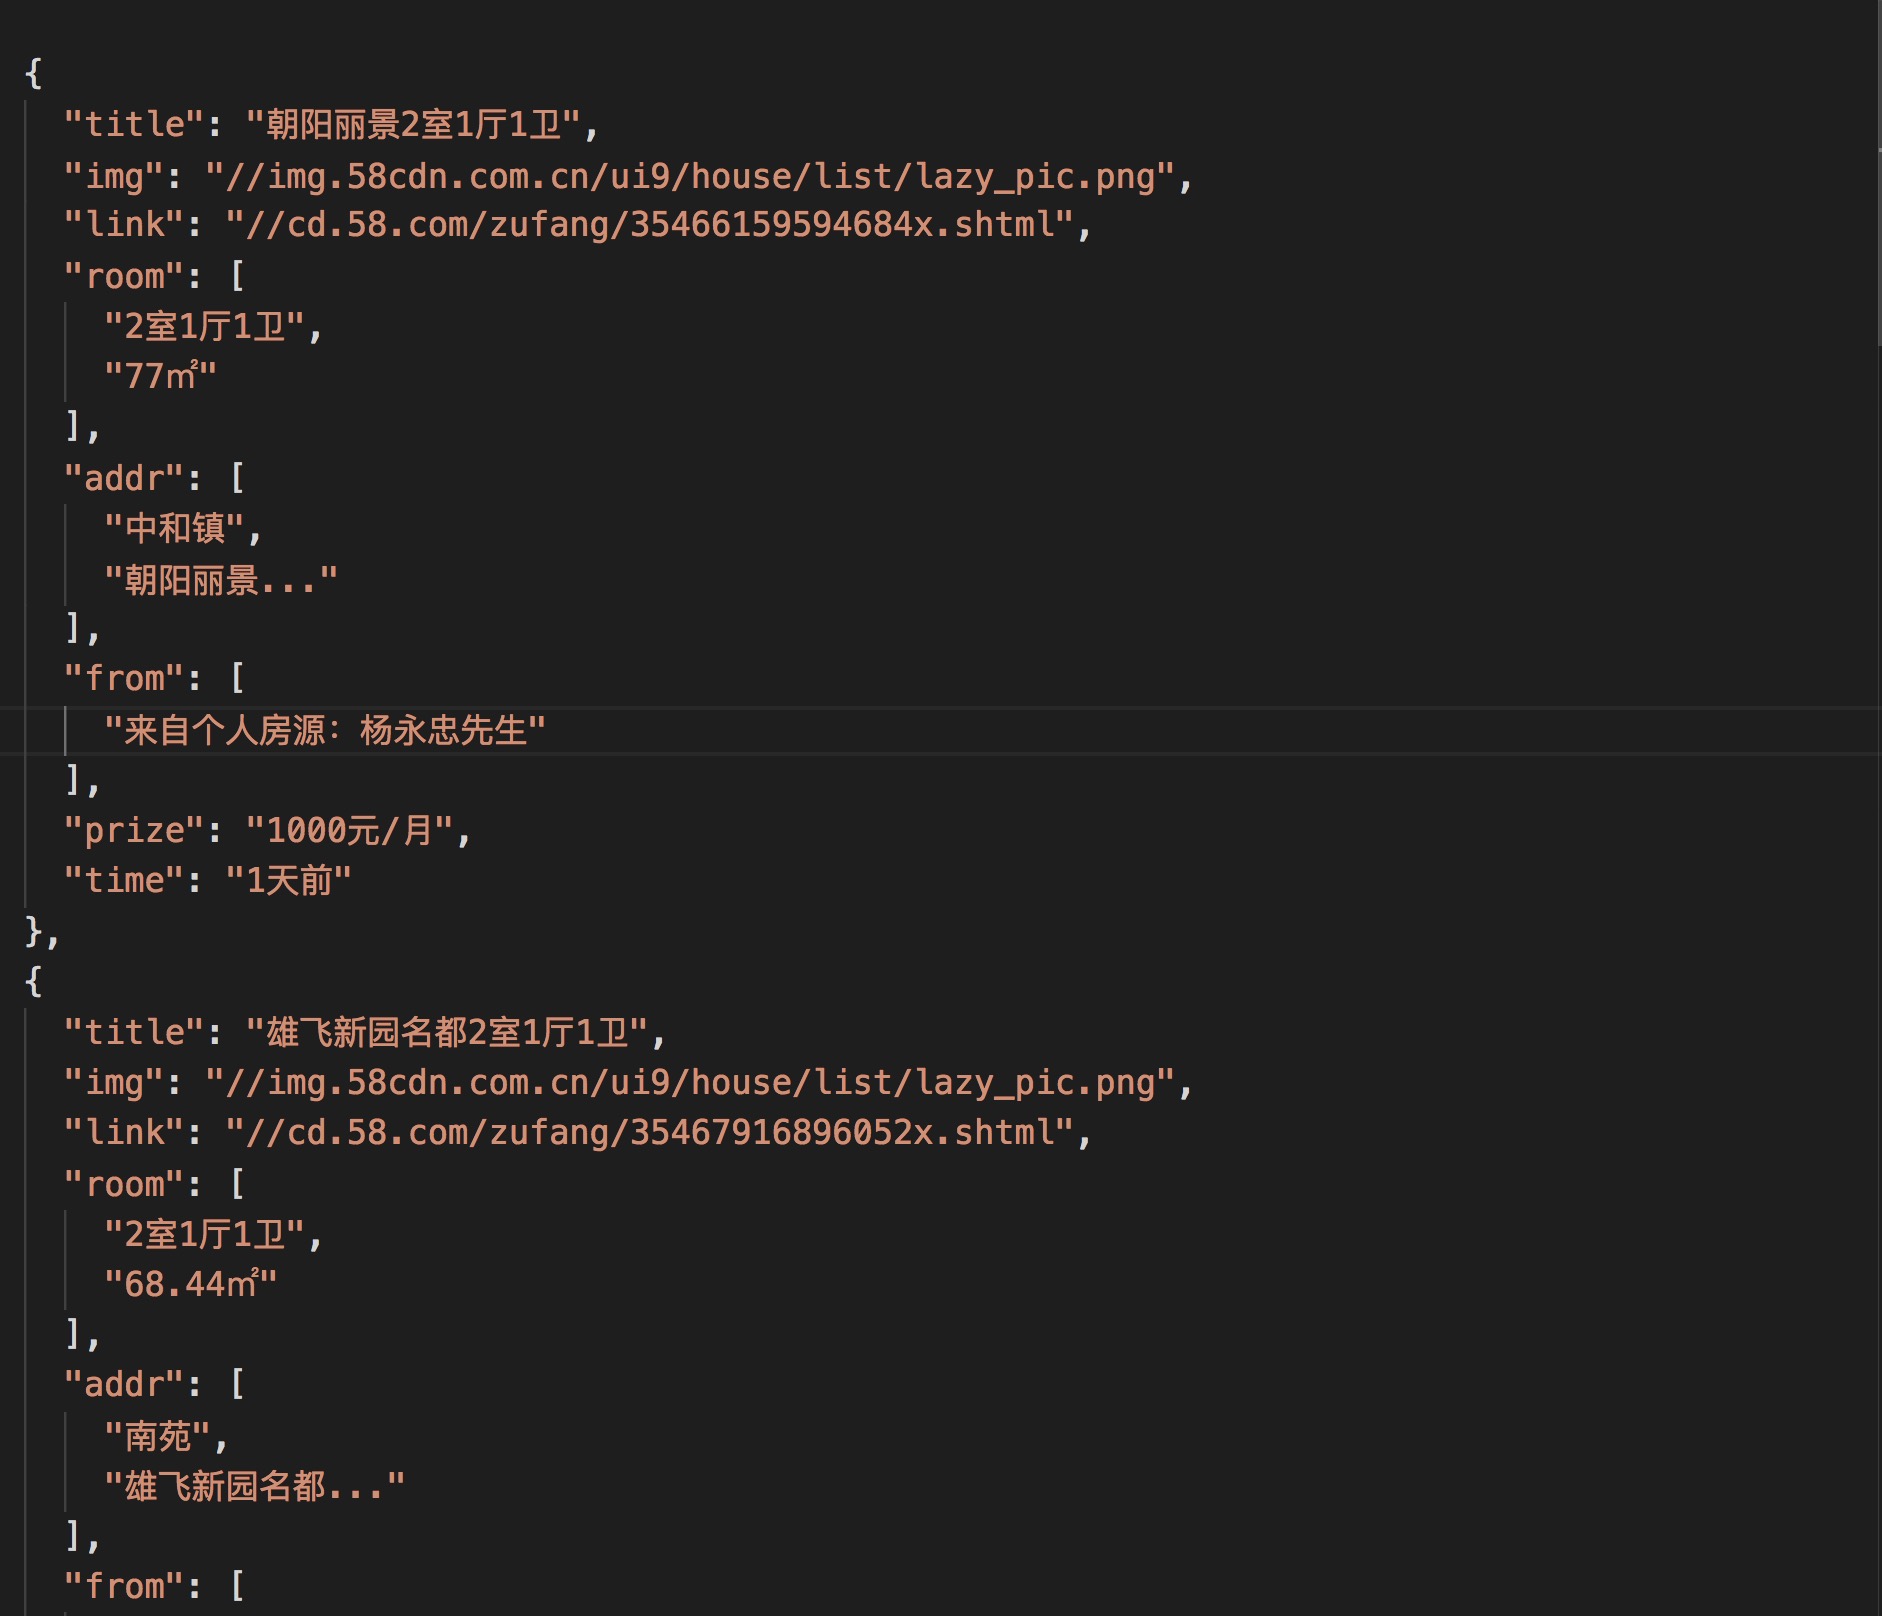 {
"title": "朝阳丽景2室1厅1卫",
"img": "//img.58cdn.com.cn/ui9/house/list/lazy_pic.png",
"link": "//cd.58.com/zufang/35466159594684x.shtml",
"room": [
"2室1厅1卫",
"77㎡"
],
"addr": [
"中和镇",
"朝阳丽景..."
],
"from": [
"来自个人房源：杨永忠先生"
],
"prize": "1000元/月",
"time": "1天前"
},
{
"title": "雄飞新园名都2室1厅1卫",
"img": "//img.58cdn.com.cn/ui9/house/list/lazy_pic.png",
"link": "//cd.58.com/zufang/35467916896052x.shtml",
"room": [
"2室1厅1卫",
"68.44㎡"
],
"addr": [
"南苑",
"雄飞新园名都..."
],
"from": [